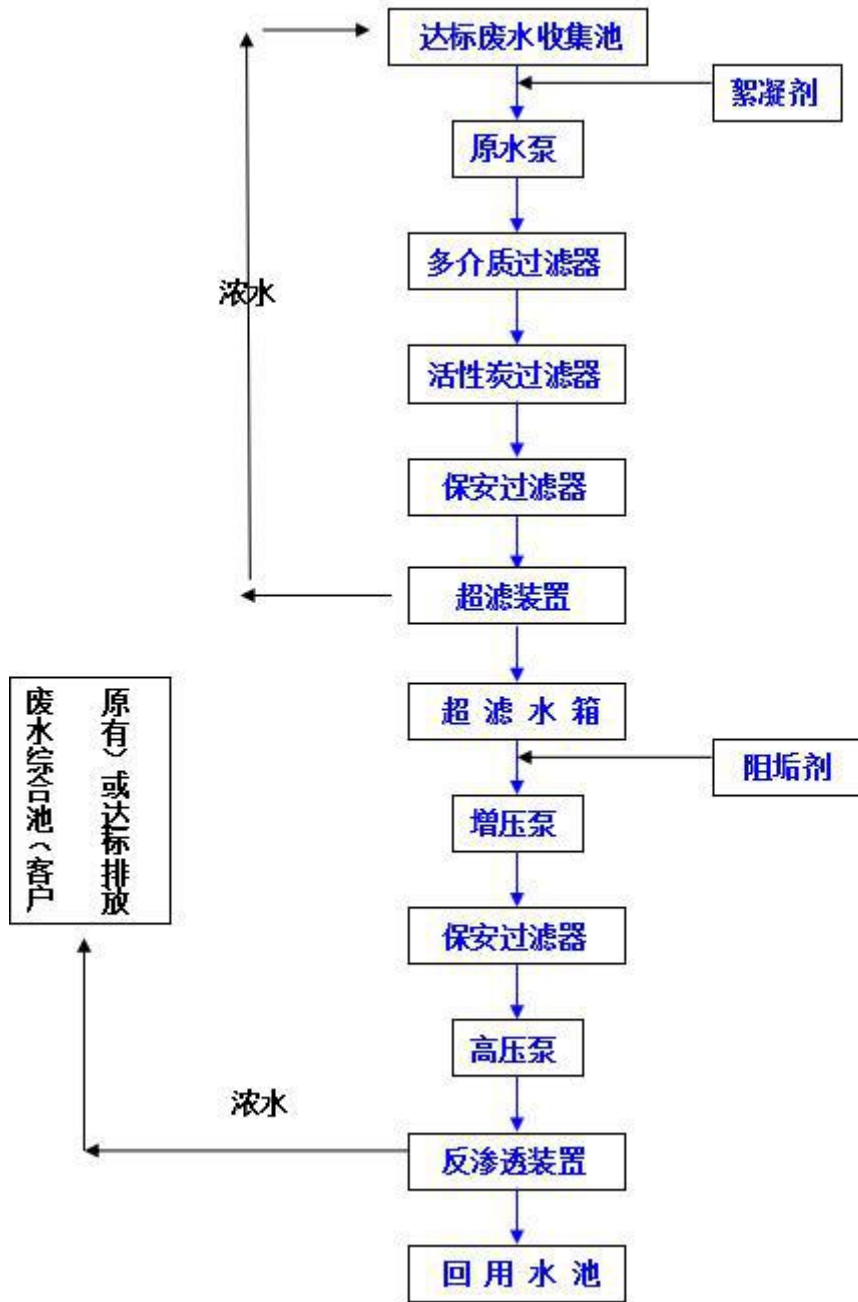 达标废水收集池
絮凝剂
原水泵
多介质过滤器
浓水
活性炭过滤器
保安过滤器
超滤装置
废水综合池（客户
原有）或达标排放
超 滤 水 箱
阻垢剂
增压泵
保安过滤器
高压泵
浓水
反渗透装置
回 用 水 池